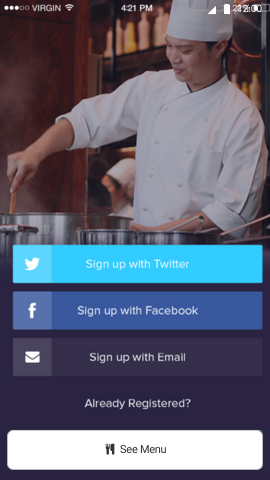 VIRGIN 4:21 PM 12:00
Sign up with Twitter
Sign up with Facebook
Sign up with Email
Already Registered?
See Menu